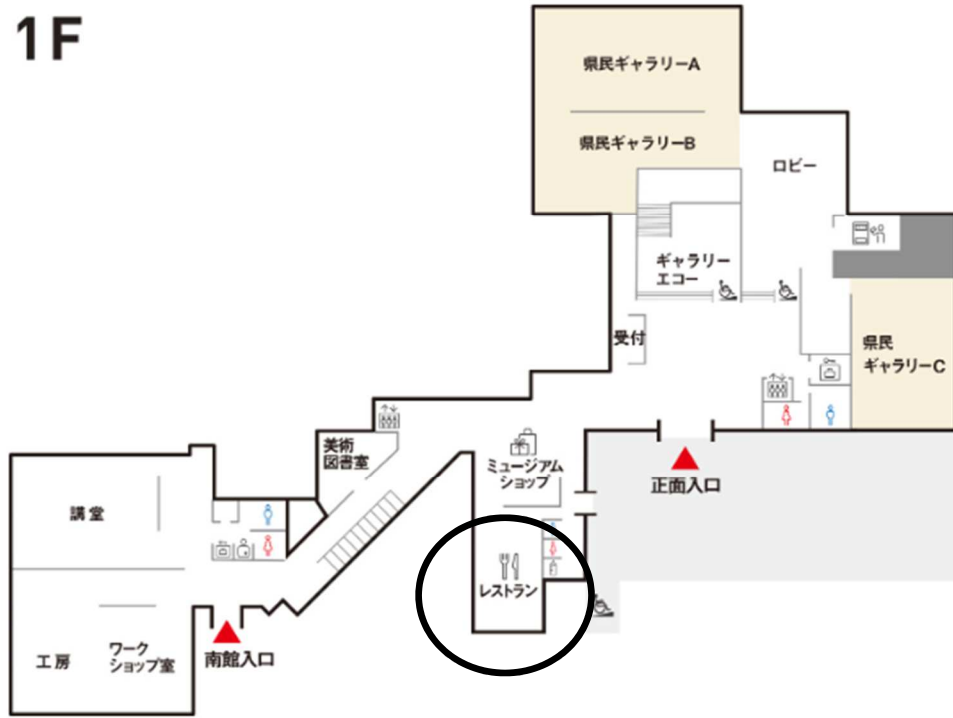 1F
県民ギャラリーA
県民ギャラリーB
ロビー
ギャラリー
エコー
受付
県民
ギャラリーC
美術
図書室
ミュージアム
ショップ
正面入口
講堂
レストラン
工房
ワーク
ショップ室
南館入口